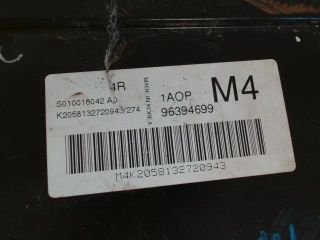 4R
MADE IN KOREA
1AOP
M4
S010016042 A0
K2058132720943/274
96394699
M4K2058132720943